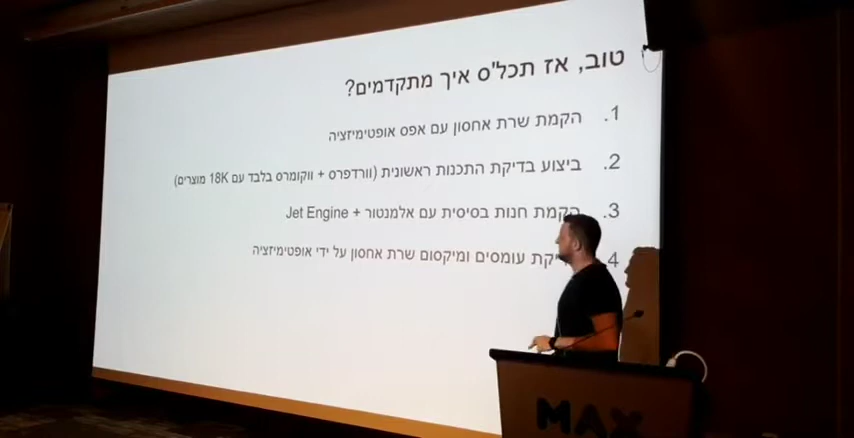 טוב, אז תכל'ס איך מתקדמים?
1. הקמת שרת אחסון עם אפס אופטימיזציה
2. ביצוע בדיקת התכנות ראשונית (וורדפרס + ווקומרס בלבד עם 18K מוצרים)
3. הקמת חנות בסיסית עם אלמנטור + Jet Engine
4. יקת עומסים ומיקסום שרת אחסון על ידי אופטימיזציה
MAX